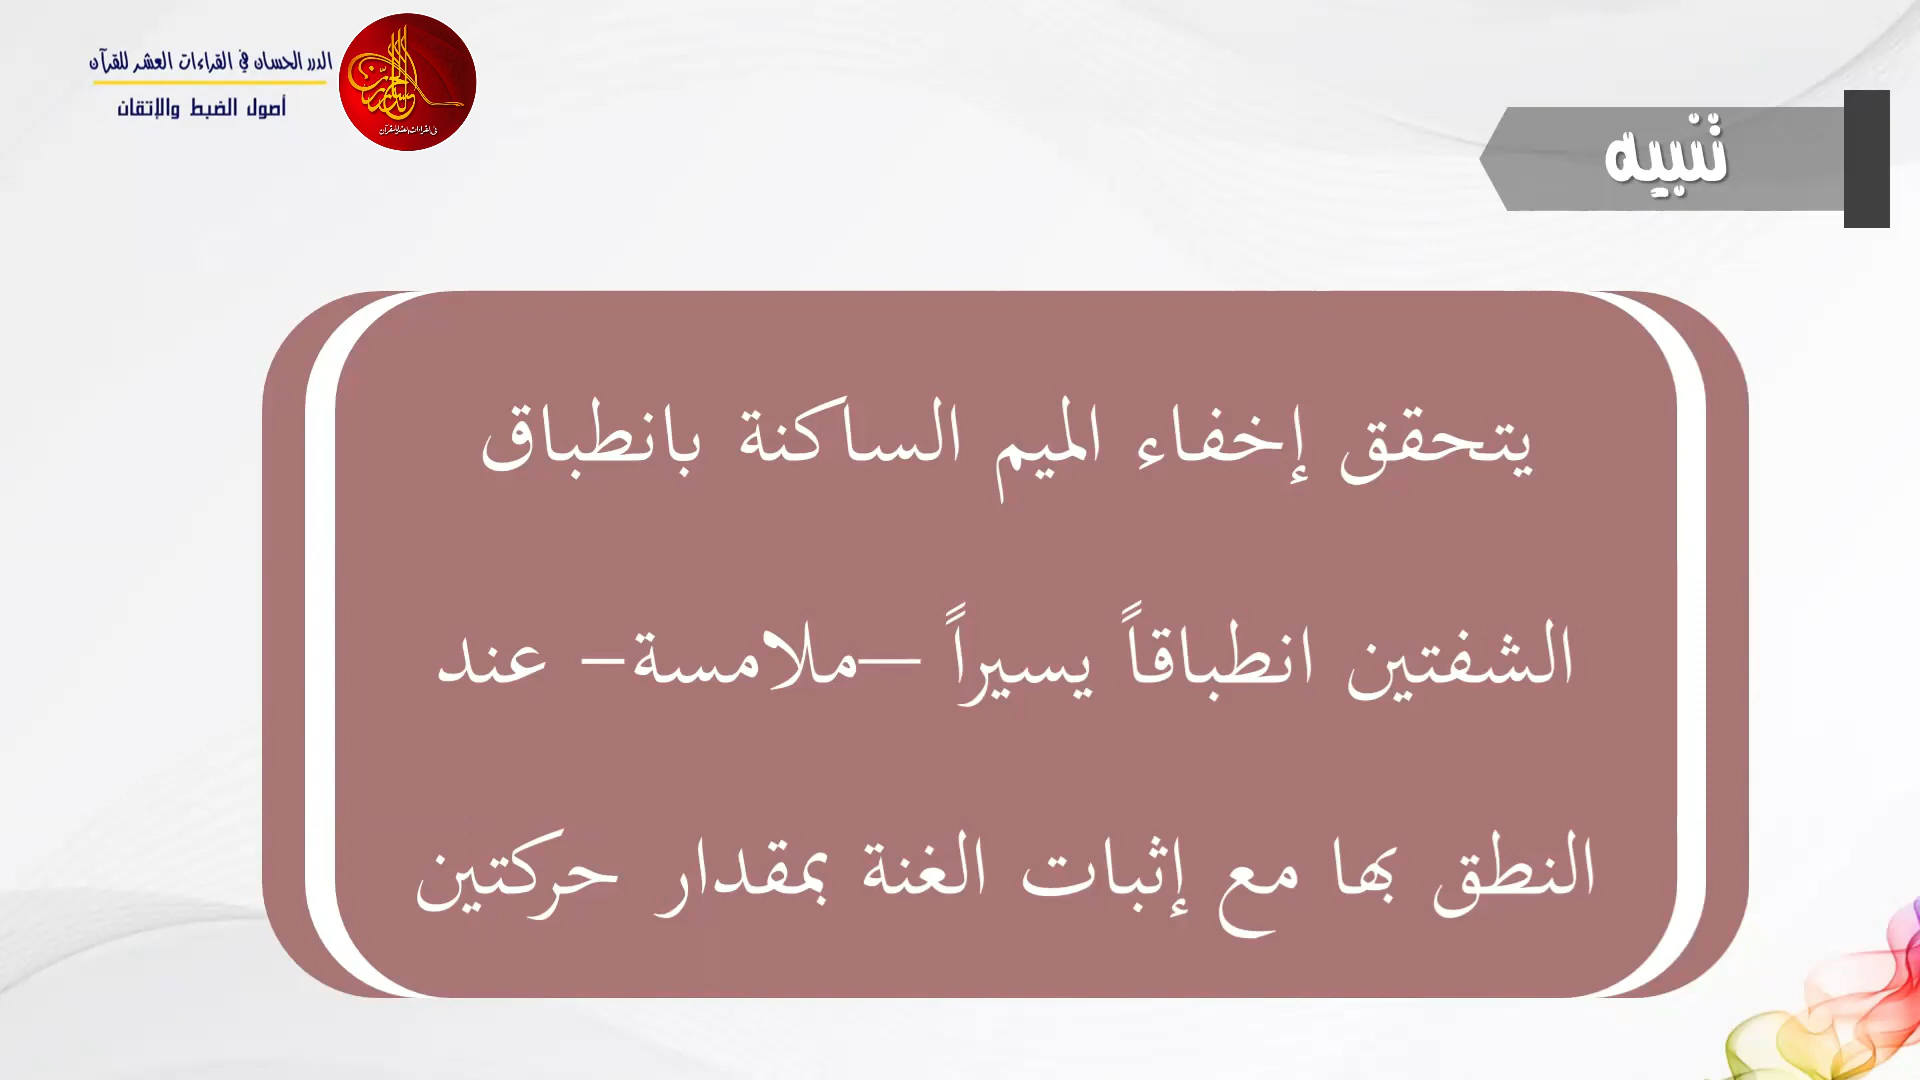 الدرر الحسان في القراءات العشر للقرآن
أصول الضبط والإتقان
تنبيه
يتحقق إخفاء الميم الساكنة بانطباق
الشفتين انطباقاً يسيراً –ملامسة- عند
النطق بها مع إثبات الغنة بمقدار حركتين